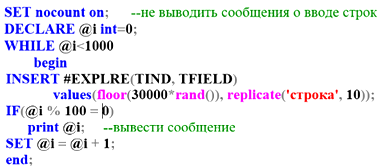 SET nocount on;     --не выводить сообщения о вводе строк
DECLARE @i int=0;
WHILE @i<1000
begin
INSERT #EXPLRE(TIND, TFIELD)
values(floor(30000*rand()), replicate('строка', 10));
IF(@i % 100 = 0)
print @i;     --вывести сообщение
SET @i = @i + 1;
end;